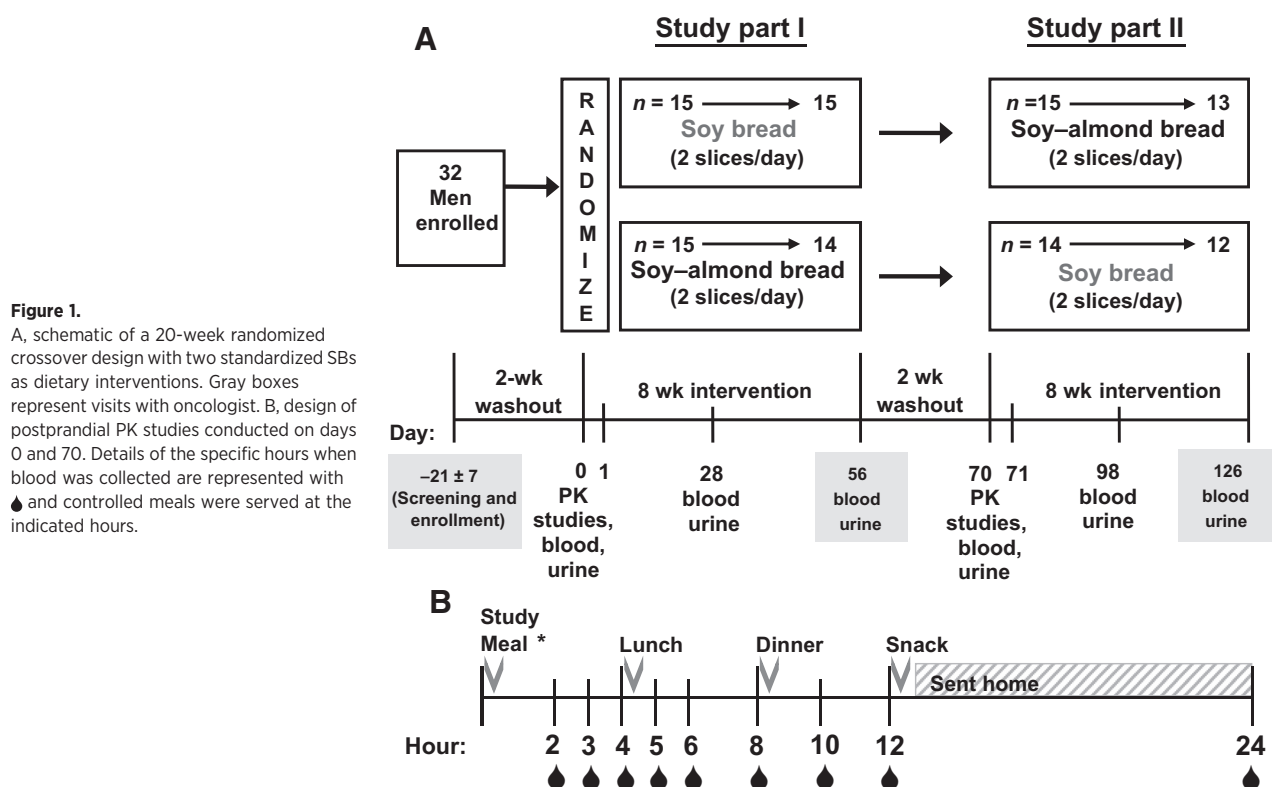 Figure 1.
A, schematic of a 20-week randomized
crossover design with two standardized SBs
as dietary interventions. Gray boxes
represent visits with oncologist. B, design of
postprandial PK studies conducted on days
0 and 70. Details of the specific hours when
blood was collected are represented with
and controlled meals were served at the
indicated hours.
A
Study part I
Study part II
32
Men
enrolled
R
A
N
D
O
M
I
Z
E
n = 15 → 15
Soy bread
(2 slices/day)
n =15 → 13
Soy–almond bread
(2 slices/day)
n = 15 → 14
Soy–almond bread
(2 slices/day)
n = 14 → 12
Soy bread
(2 slices/day)
2-wk
washout
8 wk intervention
2 wk
washout
8 wk intervention
Day:
–21 ± 7
(Screening and
enrollment)
0 1
PK
studies,
blood,
urine
28
blood
urine
56
blood
urine
70 71
PK
studies,
blood,
urine
98
blood
urine
126
blood
urine
B
Study
Meal *
Lunch
Dinner
Snack
Sent home
Hour: 2 3 4 5 6 8 10 12 24